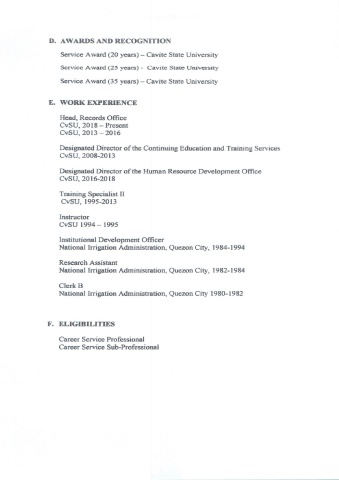 D. AWARDS AND RECOGNITION
Service Award (20 years) – Cavite State University
Service Award (25 years) - Cavite State University
Service Award (35 years) – Cavite State University
E. WORK EXPERIENCE
Head, Records Office
CvSU, 2018 – Present
CvSU, 2013 – 2016
Designated Director of the Continuing Education and Training Services
CvSU, 2008-2013
Designated Director of the Human Resource Development Office
CvSU, 2016-2018
Training Specialist II
CvSU, 1995-2013
Instructor
CvSU 1994 – 1995
Institutional Development Officer
National Irrigation Administration, Quezon City, 1984-1994
Research Assistant
National Irrigation Administration, Quezon City, 1982-1984
Clerk B
National Irrigation Administration, Quezon City 1980-1982
F. ELIGIBILITIES
Career Service Professional
Career Service Sub-Professional